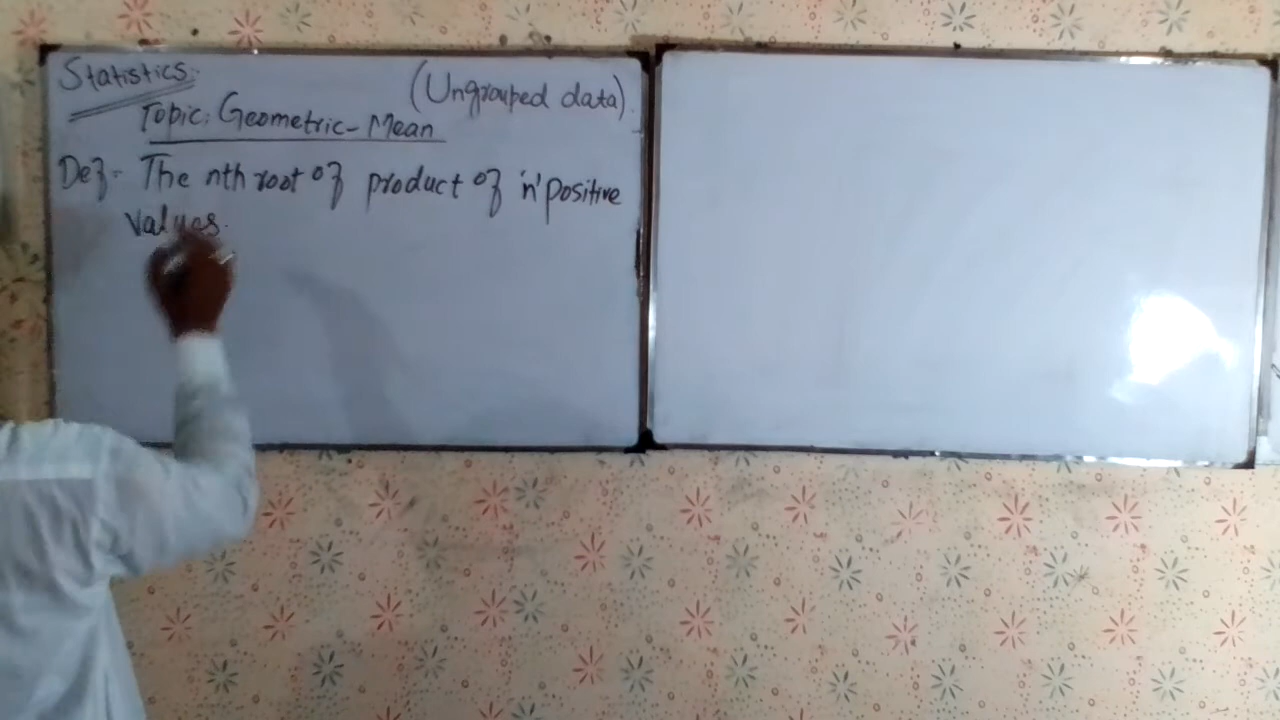 Statistics.
(Ungrouped data).
Topic: Geometric-Mean
Def= The nth root of product of 'n' positive
values.